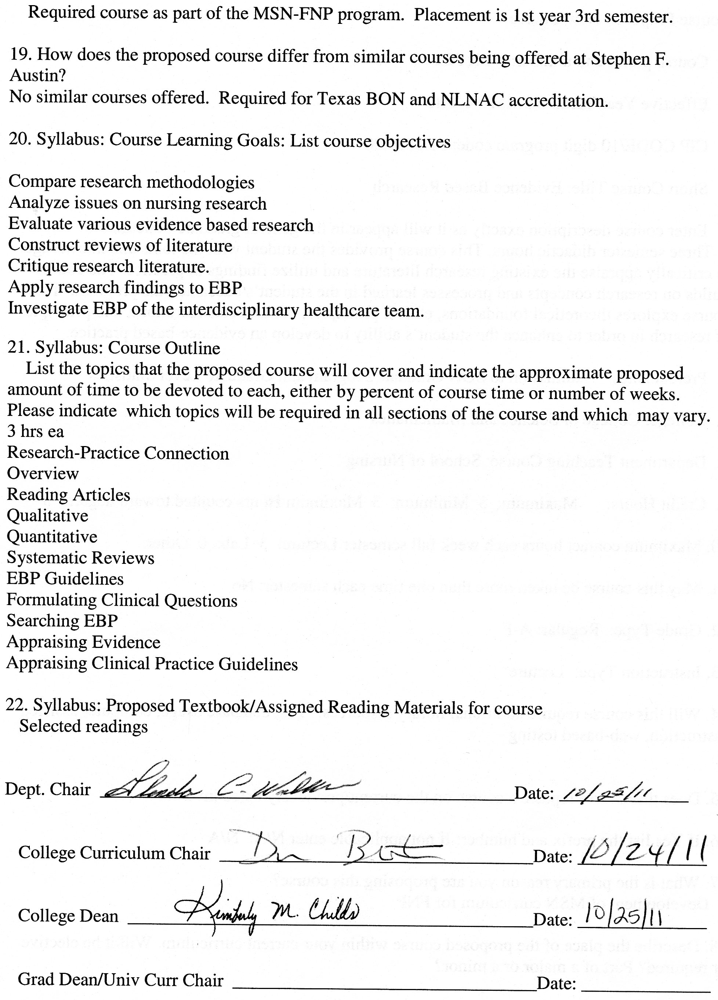 Required course as part of the MSN-FNP program.  Placement is 1st year 3rd semester.
19. How does the proposed course differ from similar courses being offered at Stephen F.
Austin?
No similar courses offered.  Required for Texas BON and NLNAC accreditation.
20. Syllabus: Course Learning Goals: List course objectives
Compare research methodologies
Analyze issues on nursing research
Evaluate various evidence based research
Construct reviews of literature
Critique research literature.
Apply research findings to EBP
Investigate EBP of the interdisciplinary healthcare team.
21. Syllabus: Course Outline
List the topics that the proposed course will cover and indicate the approximate proposed
amount of time to be devoted to each, either by percent of course time or number of weeks.
Please indicate  which topics will be required in all sections of the course and which  may vary.
3 hrs ea
Research-Practice Connection
Overview
Reading Articles
Qualitative
Quantitative
Systematic Reviews
EBP Guidelines
Formulating Clinical Questions
Searching EBP
Appraising Evidence
Appraising Clinical Practice Guidelines
22. Syllabus: Proposed Textbook/Assigned Reading Materials for course
Selected readings
Dept. Chair Glenda C. Walker Date: 10/25/11
College Curriculum Chair Date: 10/24/11
College Dean Kimberly M. Childs Date: 10/25/11
Grad Dean/Univ Curr Chair Date: